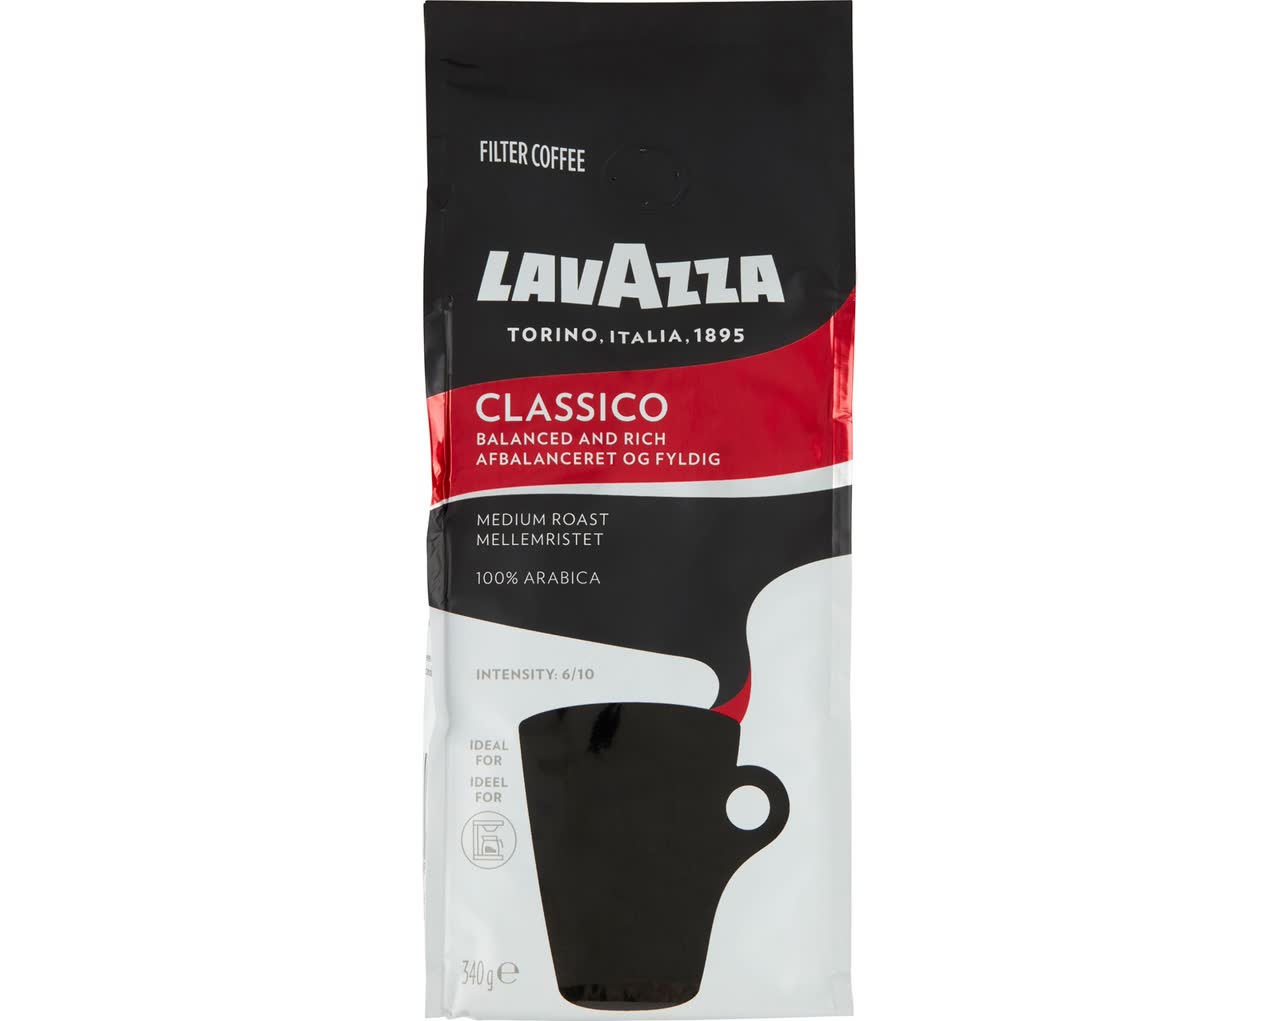 FILTER COFFEE
LAVAZZA
TORINO, ITALIA, 1895
CLASSICO
BALANCED AND RICH
AFBALANCERET OG FYLDIG
MEDIUM ROAST
MELLEMRISTET
100% ARABICA
INTENSITY: 6/10
IDEAL
FOR
IDEEL
FOR
340g ℮